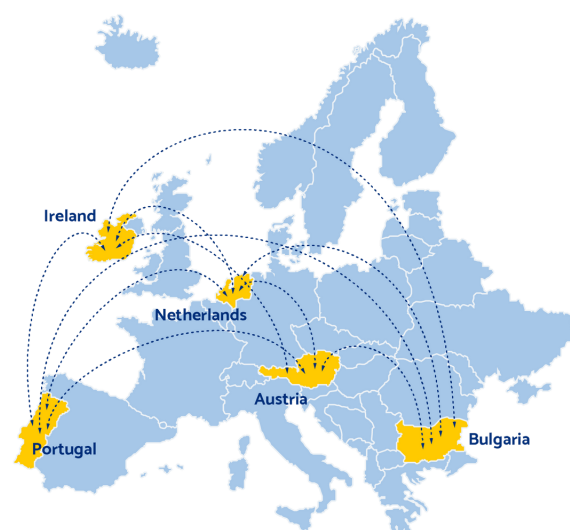 Ireland
Netherlands
Austria
Portugal
Bulgaria